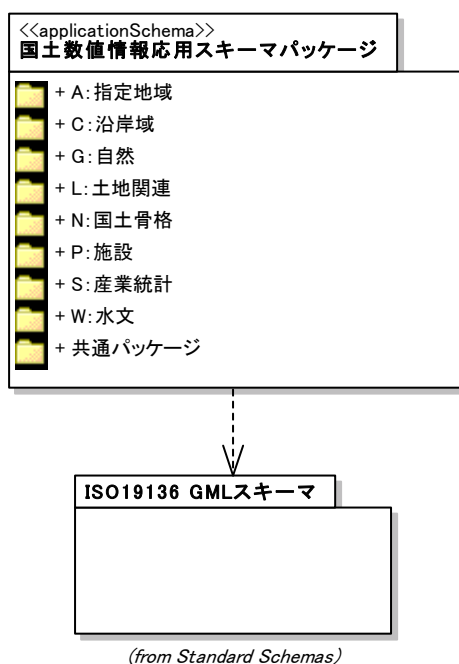 <<applicationSchema>>
国土数値情報応用スキーマパッケージ
+ A:指定地域
+ C:沿岸域
+ G:自然
+ L:土地関連
+ N:国土骨格
+ P:施設
+ S:産業統計
+ W:水文
+ 共通パッケージ
ISO19136 GMLスキーマ
(from Standard Schemas)